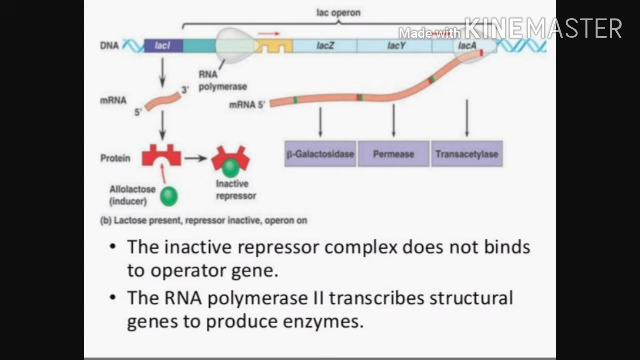 lac operon
Made with KINEMASTER
DNA
lacI
lacZ
lacY
lacA
RNA
polymerase
mRNA
3'
5'
mRNA 5'
Protein
β-Galactosidase
Permease
Transacetylase
Allolactose
(inducer)
Inactive
repressor
(b) Lactose present, repressor inactive, operon on
• The inactive repressor complex does not binds
to operator gene.
• The RNA polymerase II transcribes structural
genes to produce enzymes.